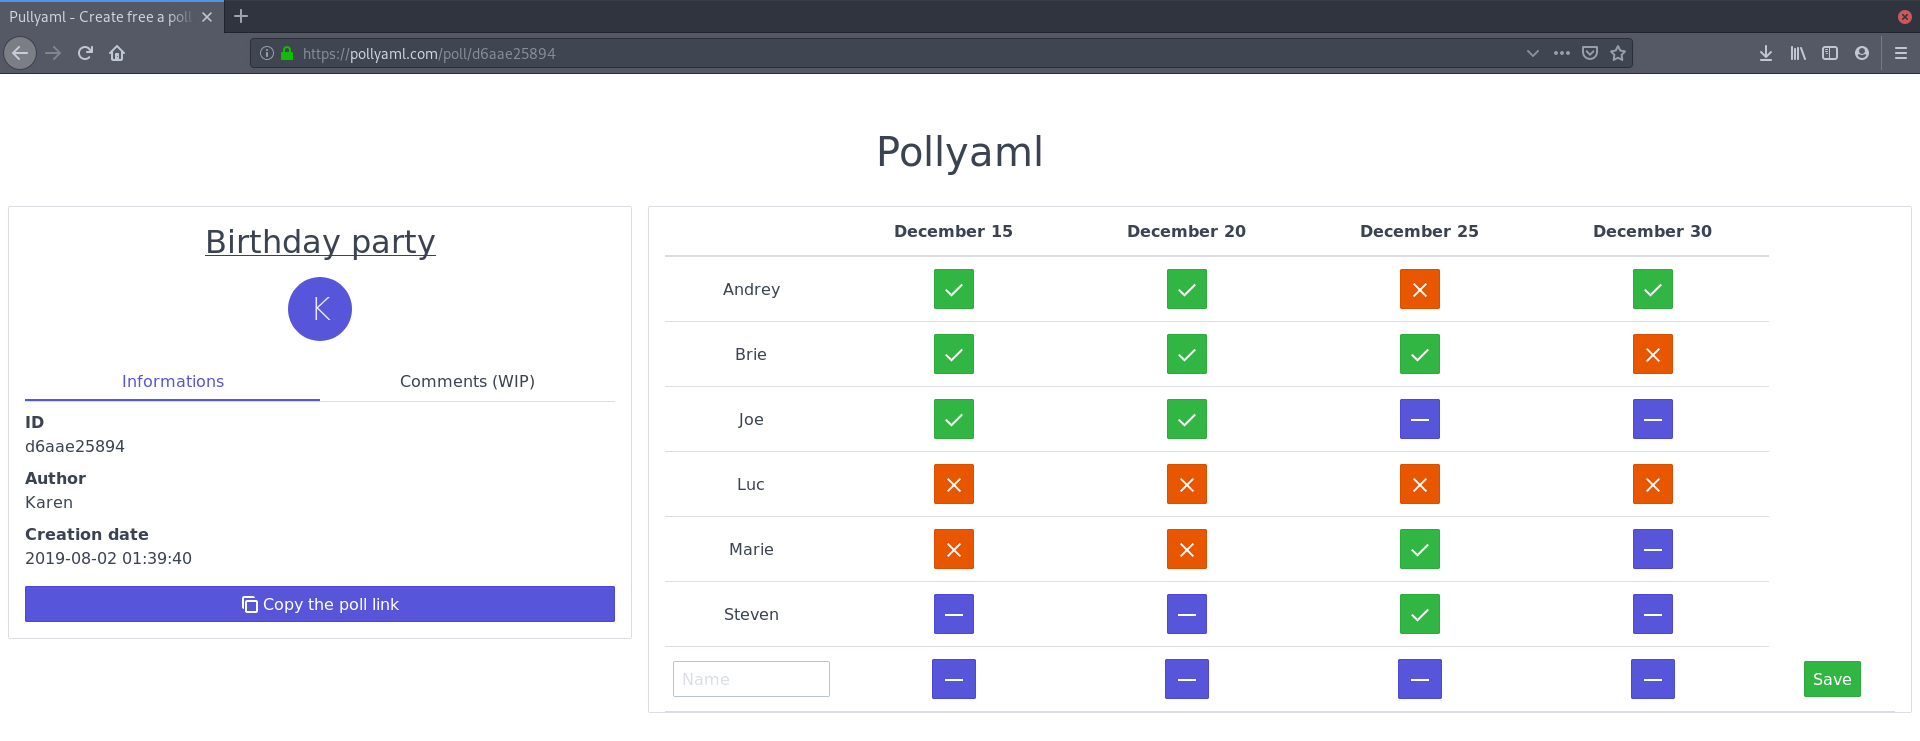 Pullyaml - Create free a poll
https://pollyaml.com/poll/d6aae25894
Pollyaml
Birthday party
K
Informations Comments (WIP)
ID
d6aae25894
Author
Karen
Creation date
2019-08-02 01:39:40
Copy the poll link
December 15 December 20 December 25 December 30
Andrey
Brie
Joe
Luc
Marie
Steven
Name Save